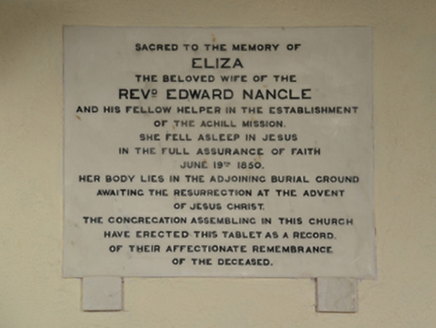 SACRED TO THE MEMORY OF
ELIZA
THE BELOVED WIFE OF THE
REVD EDWARD NANGLE
AND HIS FELLOW HELPER IN THE ESTABLISHMENT
OF THE ACHILL MISSION.
SHE FELL ASLEEP IN JESUS
IN THE FULL ASSURANCE OF FAITH
JUNE 19TH 1850.
HER BODY LIES IN THE ADJOINING BURIAL GROUND
AWAITING THE RESURRECTION AT THE ADVENT
OF JESUS CHRIST.
THE CONGREGATION ASSEMBLING IN THIS CHURCH
HAVE ERECTED THIS TABLET AS A RECORD.
OF THEIR AFFECTIONATE REMEMBRANCE
OF THE DECEASED.